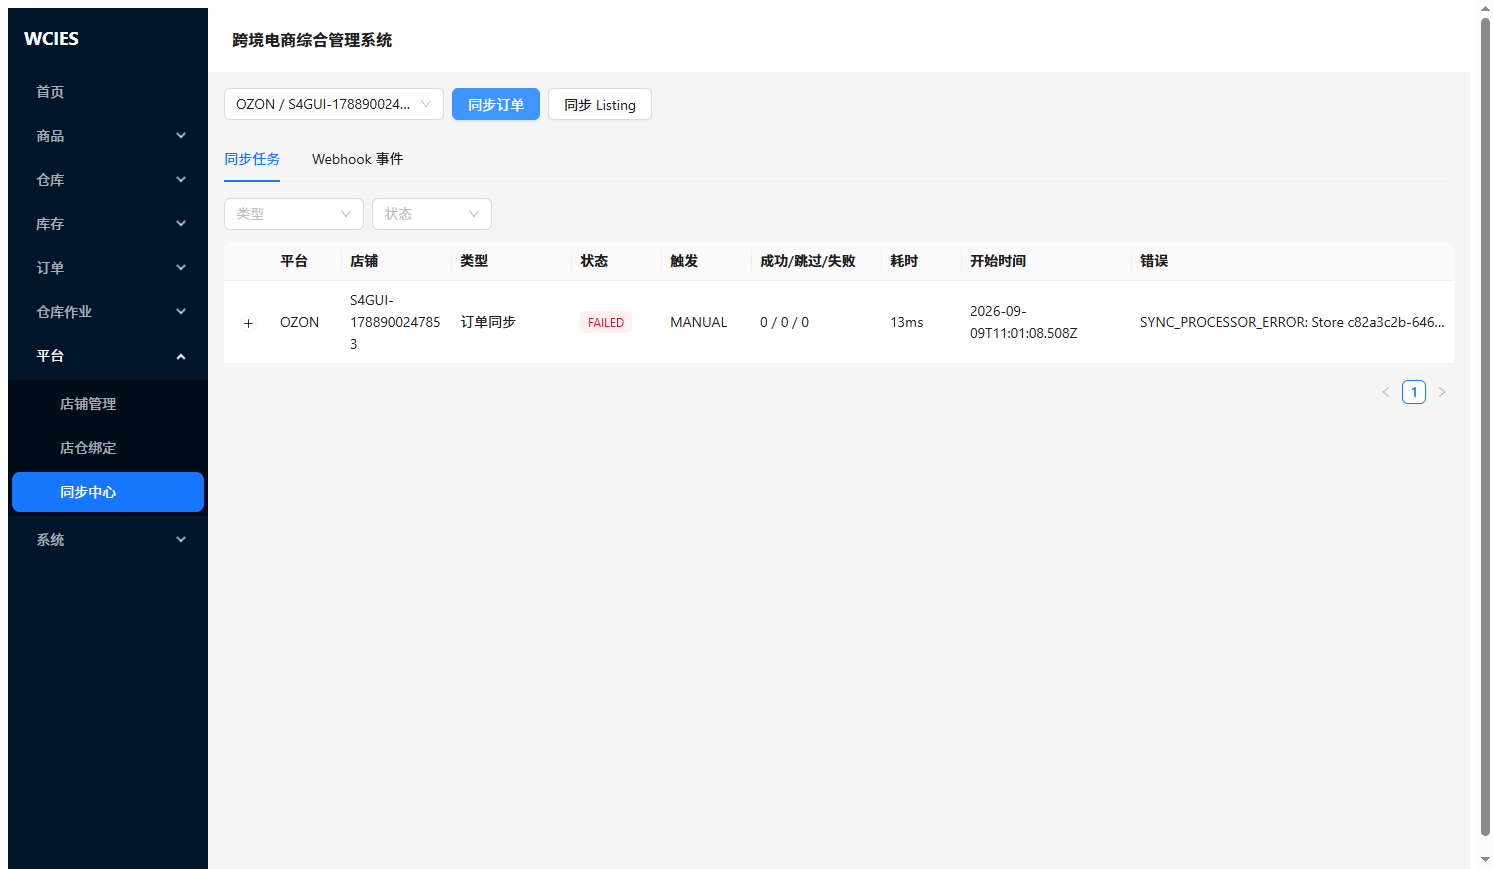 WCIES
跨境电商综合管理系统
首页
商品
仓库
库存
订单
仓库作业
平台
店铺管理
店仓绑定
同步中心
系统
OZON / S4GUI-178890024...
同步订单
同步 Listing
同步任务
Webhook 事件
类型
状态
平台 店铺 类型 状态 触发 成功/跳过/失败 耗时 开始时间 错误
OZON
S4GUI-
178890024785
3
订单同步
FAILED
MANUAL
0 / 0 / 0
13ms
2026-09-
09T11:01:08.508Z
SYNC_PROCESSOR_ERROR: Store c82a3c2b-646...
1